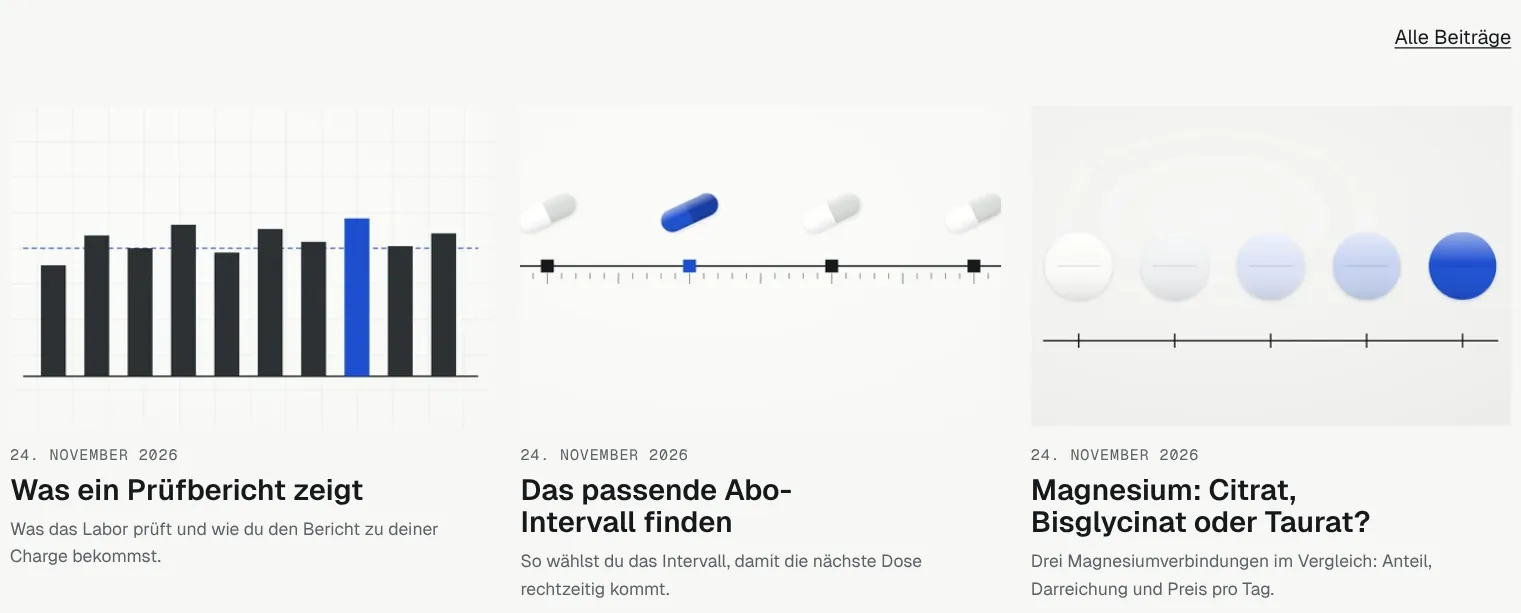 Alle Beiträge
24. NOVEMBER 2026
Was ein Prüfbericht zeigt
Was das Labor prüft und wie du den Bericht zu deiner
Charge bekommst.
24. NOVEMBER 2026
Das passende Abo-
Intervall finden
So wählst du das Intervall, damit die nächste Dose
rechtzeitig kommt.
24. NOVEMBER 2026
Magnesium: Citrat,
Bisglycinat oder Taurat?
Drei Magnesiumverbindungen im Vergleich: Anteil,
Darreichung und Preis pro Tag.